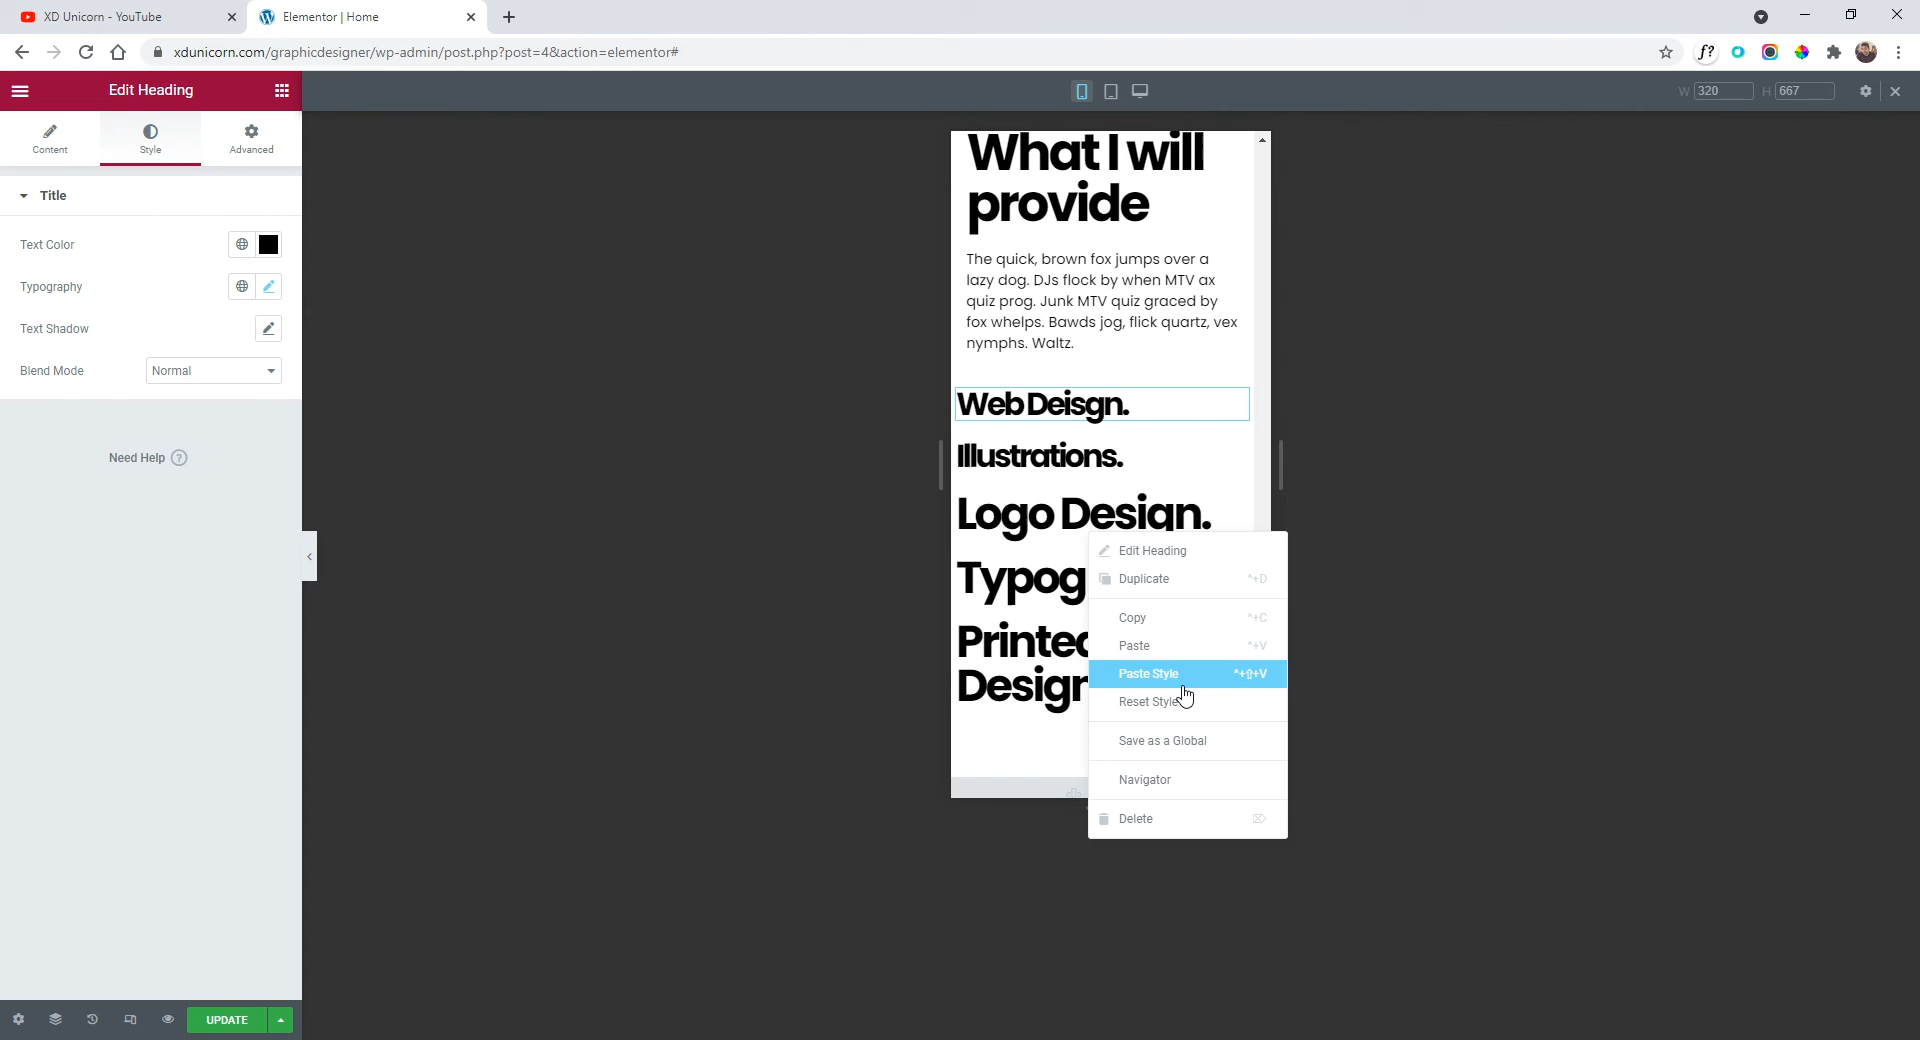 XD Unicorn - YouTube
Elementor | Home
xdunicorn.com/graphicdesigner/wp-admin/post.php?post=4&action=elementor#
f?
Edit Heading
W 320 H 667
Content
Style
Advanced
Title
Text Color
Typography
Text Shadow
Blend Mode
Normal
Need Help ?
What I will
provide
The quick, brown fox jumps over a
lazy dog. DJs flock by when MTV ax
quiz prog. Junk MTV quiz graced by
fox whelps. Bawds jog, flick quartz, vex
nymphs. Waltz.
Web Deisgn.
Illustrations.
Logo Design.
Typog
Printed
Design
Edit Heading
Duplicate ^+D
Copy ^+C
Paste ^+V
Paste Style ^+⇧+V
Reset Style
Save as a Global
Navigator
Delete ⌦
UPDATE